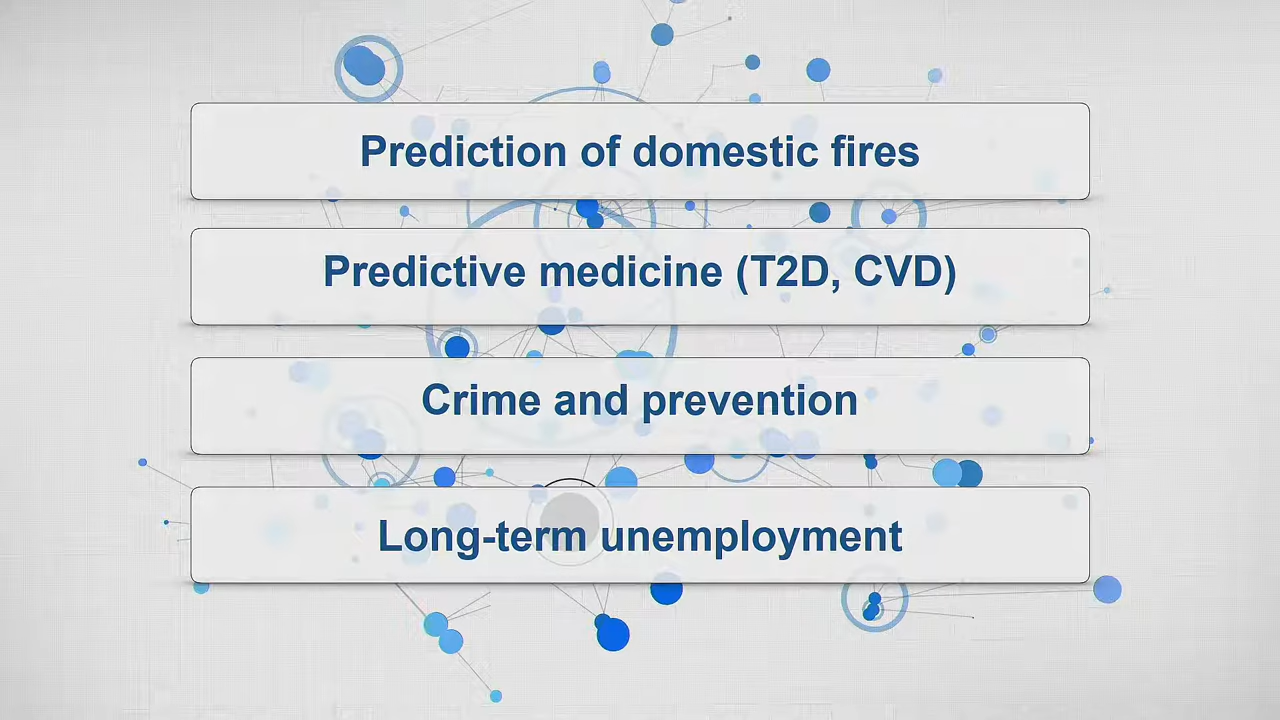 Prediction of domestic fires
Predictive medicine (T2D, CVD)
Crime and prevention
Long-term unemployment